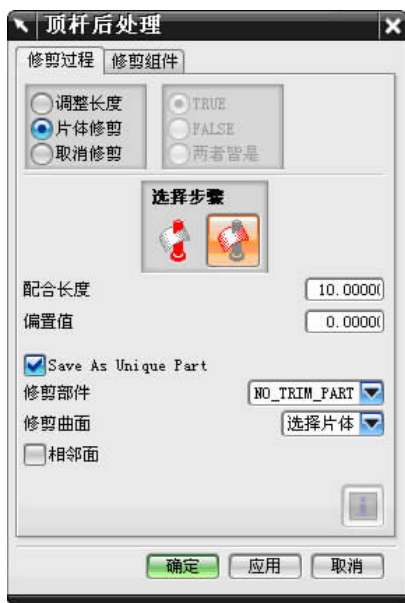 顶杆后处理
修剪过程 修剪组件
调整长度 TRUE
片体修剪 FALSE
取消修剪 两者皆是
选择步骤
配合长度 10.0000
偏置值 0.0000
Save As Unique Part
修剪部件 NO_TRIM_PART
修剪曲面 选择片体
相邻面
确定 应用 取消